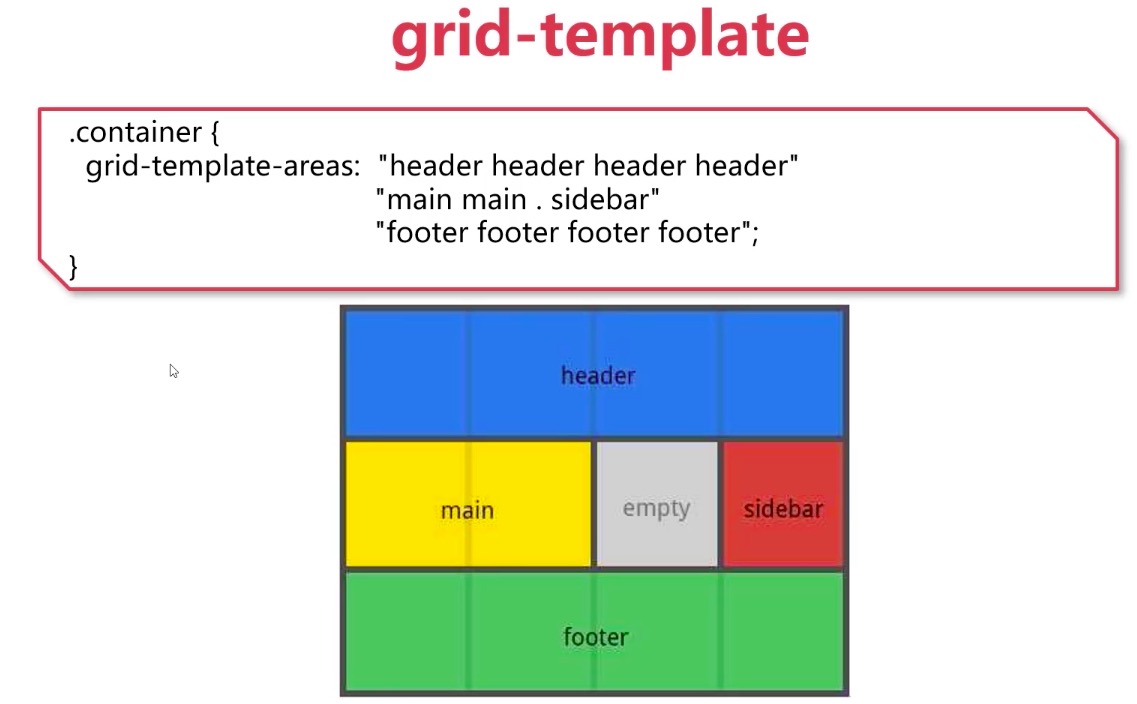 grid-template
.container {
grid-template-areas: "header header header header"
"main main . sidebar"
"footer footer footer footer";
}
header
main
empty
sidebar
footer